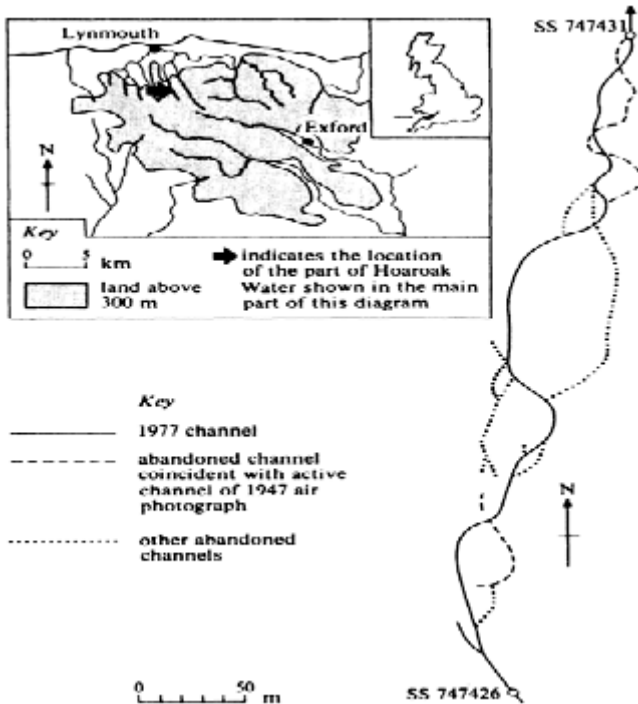 Lynmouth
Exford
N
Key
0 5
km
land above
300 m
indicates the location
of the part of Hoaroak
Water shown in the main
part of this diagram
SS 747431
Key
1977 channel
abandoned channel
coincident with active
channel of 1947 air
photograph
other abandoned
channels
N
0 50
m
SS 747426